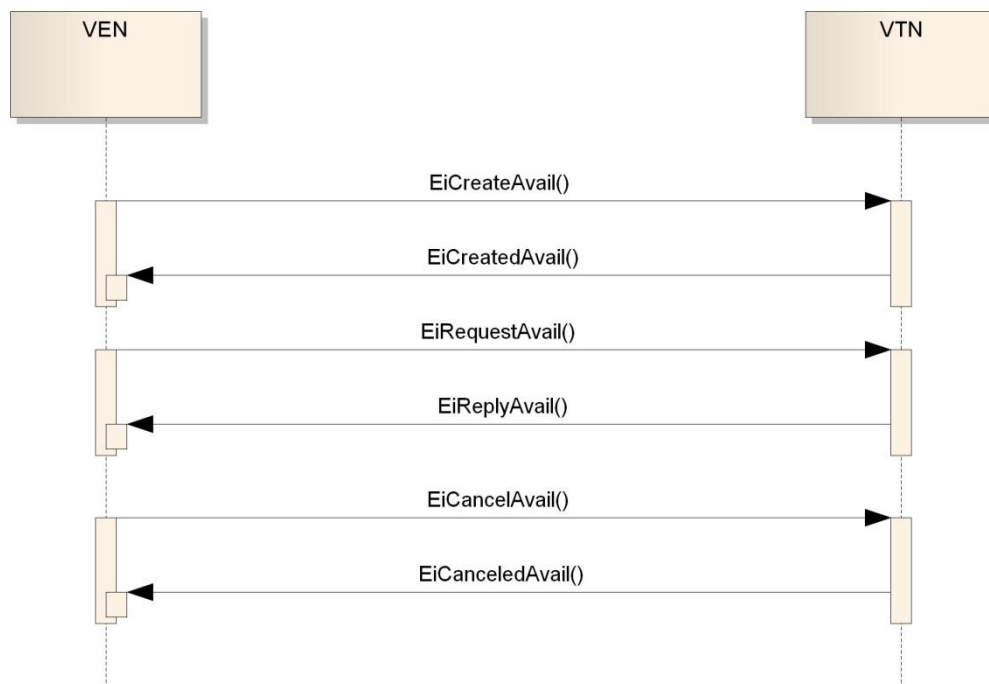 VEN
VTN
EiCreateAvail()
EiCreatedAvail()
EiRequestAvail()
EiReplyAvail()
EiCancelAvail()
EiCanceledAvail()